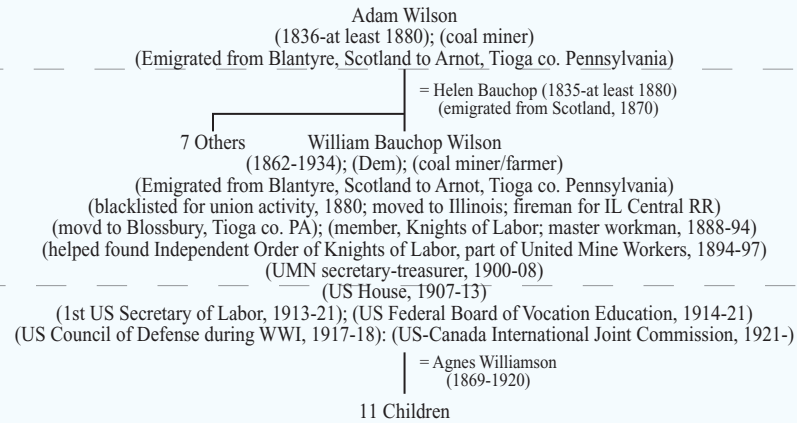 Adam Wilson
(1836-at least 1880); (coal miner)
(Emigrated from Blantyre, Scotland to Arnot, Tioga co. Pennsylvania)
= Helen Bauchop (1835-at least 1880)
(emigrated from Scotland, 1870)
7 Others
William Bauchop Wilson
(1862-1934); (Dem); (coal miner/farmer)
(Emigrated from Blantyre, Scotland to Arnot, Tioga co. Pennsylvania)
(blacklisted for union activity, 1880; moved to Illinois; fireman for IL Central RR)
(movd to Blossbury, Tioga co. PA); (member, Knights of Labor; master workman, 1888-94)
(helped found Independent Order of Knights of Labor, part of United Mine Workers, 1894-97)
(UMN secretary-treasurer, 1900-08)
(US House, 1907-13)
(1st US Secretary of Labor, 1913-21); (US Federal Board of Vocation Education, 1914-21)
(US Council of Defense during WWI, 1917-18): (US-Canada International Joint Commission, 1921-)
= Agnes Williamson
(1869-1920)
11 Children